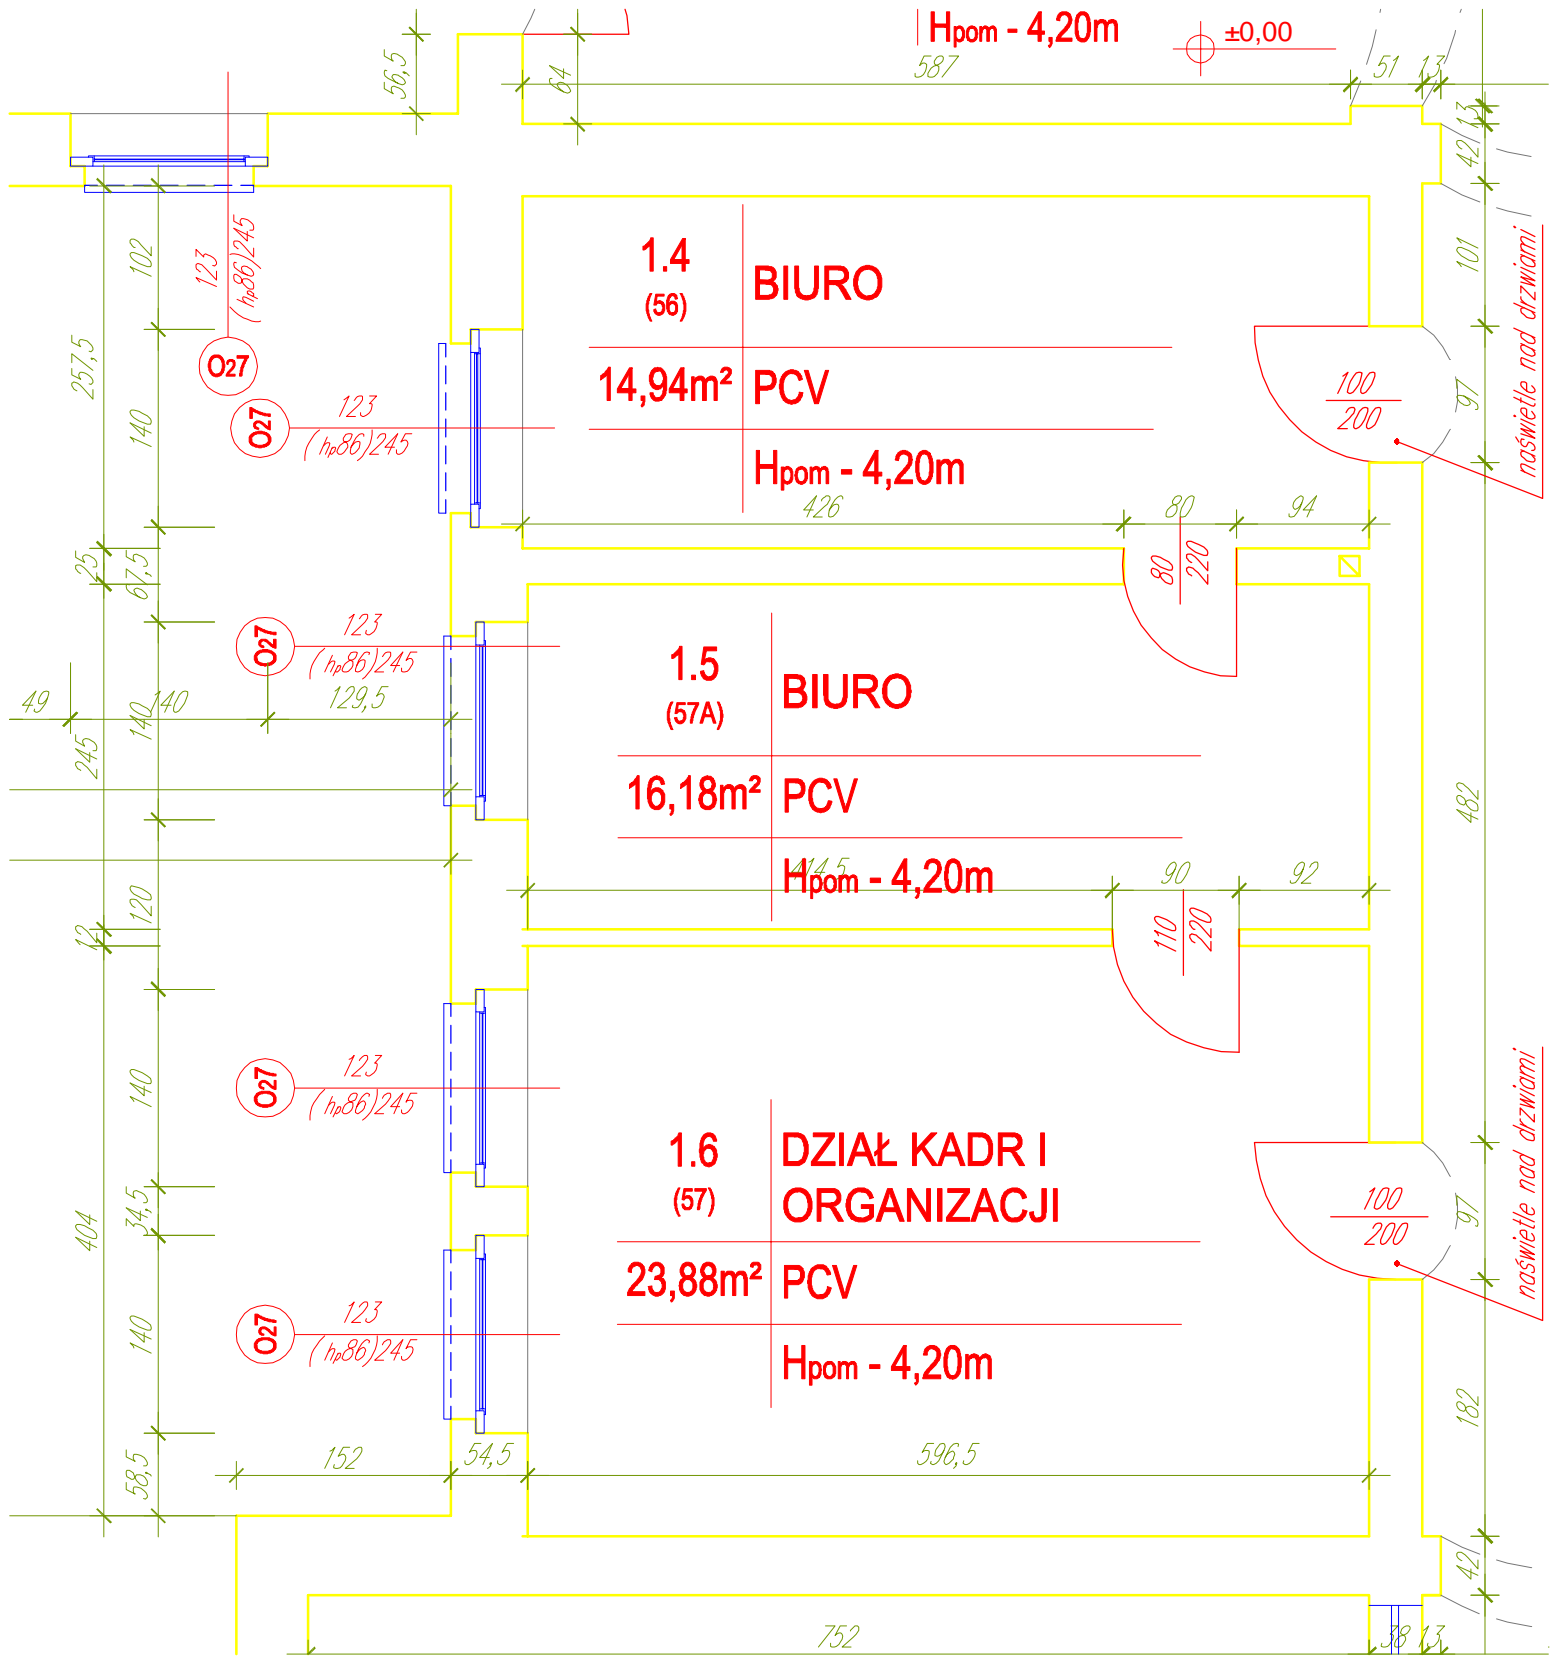 Hpom - 4,20m
±0,00
56,5
64
587
51
13
13
42
101
97
482
97
182
42
naświetle nad drzwiami
naświetle nad drzwiami
123
(hp86)245
O27
102
257,5
140
25
67,5
140
245
120
12
140
34,5
404
140
58,5
O27
123
(hp86)245
O27
123
(hp86)245
49
140
129,5
O27
123
(hp86)245
O27
123
(hp86)245
1.4
(56)
BIURO
14,94m²
PCV
Hpom - 4,20m
100
200
426
80
94
80
220
1.5
(57A)
BIURO
16,18m²
PCV
Hpom - 4,20m
414,5
90
92
110
220
1.6
(57)
DZIAŁ KADR I
ORGANIZACJI
23,88m²
PCV
Hpom - 4,20m
100
200
152
54,5
596,5
752
38
13